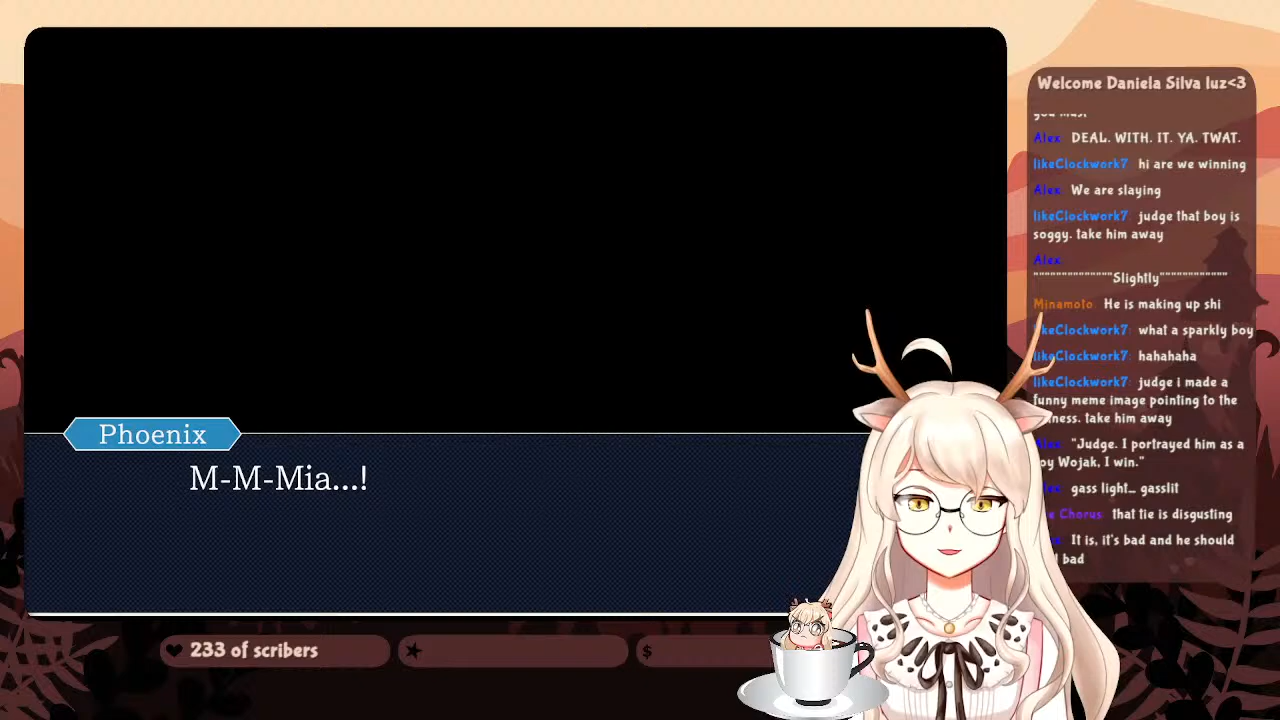 Welcome Daniela Silva luz<3
you must
Alex: DEAL. WITH. IT. YA. TWAT.
likeClockwork7: hi are we winning
Alex: We are slaying
likeClockwork7: judge that boy is
soggy. take him away
Alex:
""""""""""""""Slightly""""""""""""
Minamoto: He is making up shi
likeClockwork7: what a sparkly boy
likeClockwork7: hahahaha
likeClockwork7: judge i made a
funny meme image pointing to the
Alex: "Judge. I portrayed him as a
Wojak, I win."
gass light... gasslit
Chorus: that tie is disgusting
It is, it's bad and he should
bad
Phoenix
M-M-Mia...!
233 of scribers
$